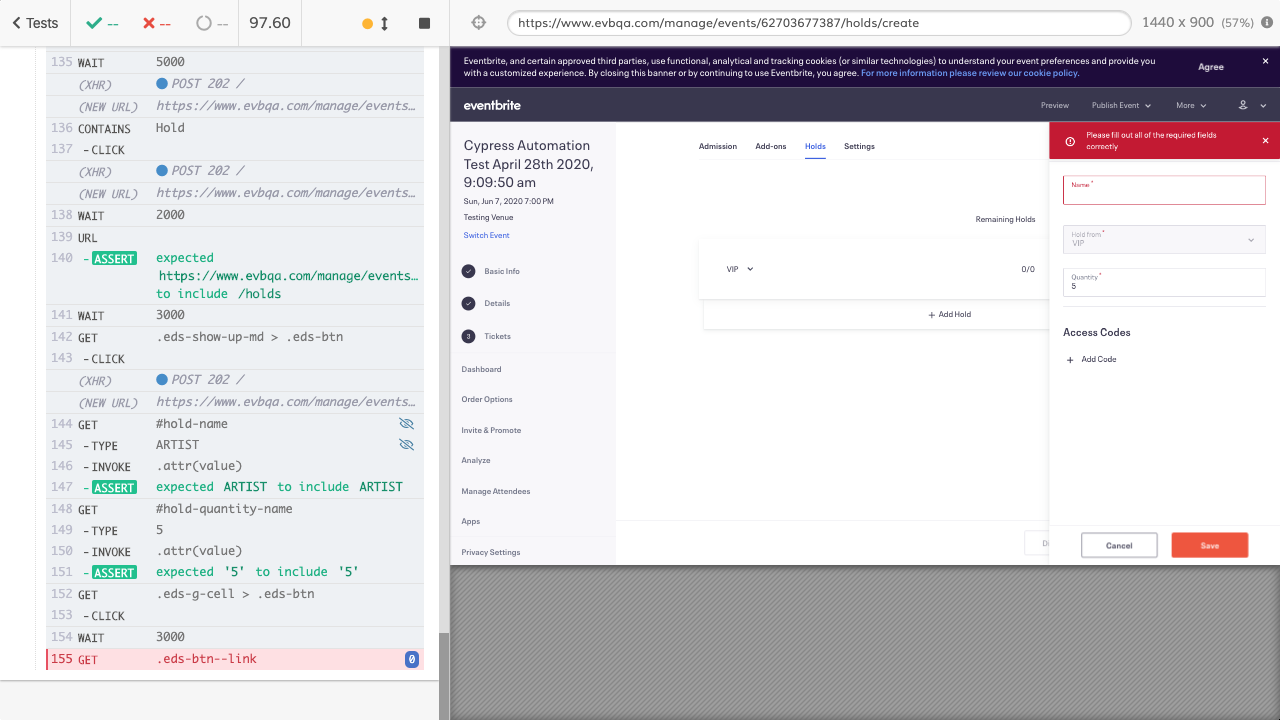 Tests
--
--
--
97.60
https://www.evbqa.com/manage/events/62703677387/holds/create
1440 x 900 (57%)
135 WAIT 5000
(XHR) POST 202 /
(NEW URL) https://www.evbqa.com/manage/events...
136 CONTAINS Hold
137 - CLICK
(XHR) POST 202 /
(NEW URL) https://www.evbqa.com/manage/events...
138 WAIT 2000
139 URL
140 - ASSERT expected
https://www.evbqa.com/manage/events...
to include /holds
141 WAIT 3000
142 GET .eds-show-up-md > .eds-btn
143 - CLICK
(XHR) POST 202 /
(NEW URL) https://www.evbqa.com/manage/events...
144 GET #hold-name
145 - TYPE ARTIST
146 - INVOKE .attr(value)
147 - ASSERT expected ARTIST to include ARTIST
148 GET #hold-quantity-name
149 - TYPE 5
150 - INVOKE .attr(value)
151 - ASSERT expected '5' to include '5'
152 GET .eds-g-cell > .eds-btn
153 - CLICK
154 WAIT 3000
155 GET .eds-btn--link 0
Eventbrite, and certain approved third parties, use functional, analytical and tracking cookies (or similar technologies) to understand your event preferences and provide you
with a customized experience. By closing this banner or by continuing to use Eventbrite, you agree. For more information please review our cookie policy.
Agree
eventbrite
Preview
Publish Event
More
Cypress Automation
Test April 28th 2020,
9:09:50 am
Sun, Jun 7, 2020 7:00 PM
Testing Venue
Switch Event
Basic Info
Details
3 Tickets
Dashboard
Order Options
Invite & Promote
Analyze
Manage Attendees
Apps
Privacy Settings
Admission
Add-ons
Holds
Settings
Remaining Holds
VIP
0/0
+ Add Hold
Di
Please fill out all of the required fields
correctly
Name *
Hold from *
VIP
Quantity *
5
Access Codes
+ Add Code
Cancel
Save